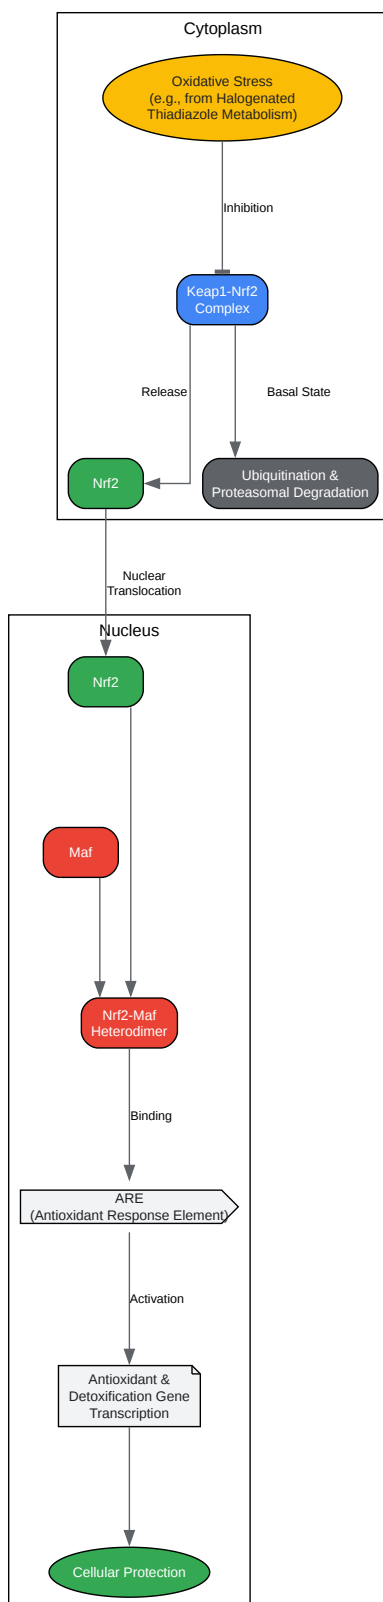 Cytoplasm
Oxidative Stress
(e.g., from Halogenated
Thiadiazole Metabolism)
Inhibition
Keap1-Nrf2
Complex
Release
Basal State
Nrf2
Ubiquitination &
Proteasomal Degradation
Nuclear
Translocation
Nucleus
Nrf2
Maf
Nrf2-Maf
Heterodimer
Binding
ARE
(Antioxidant Response Element)
Activation
Antioxidant &
Detoxification Gene
Transcription
Cellular Protection